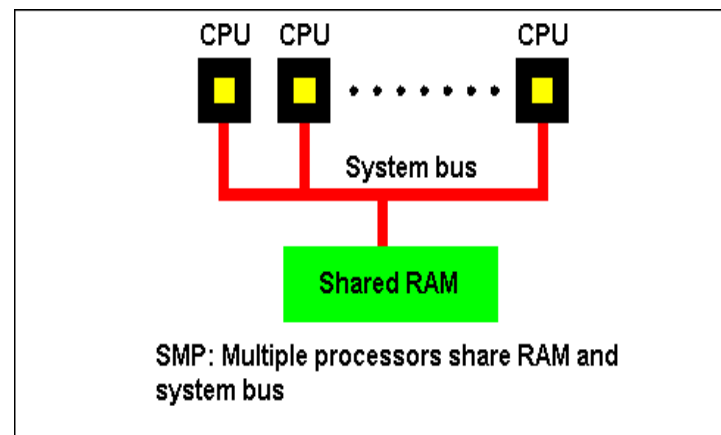 CPU CPU CPU
System bus
Shared RAM
SMP: Multiple processors share RAM and
system bus